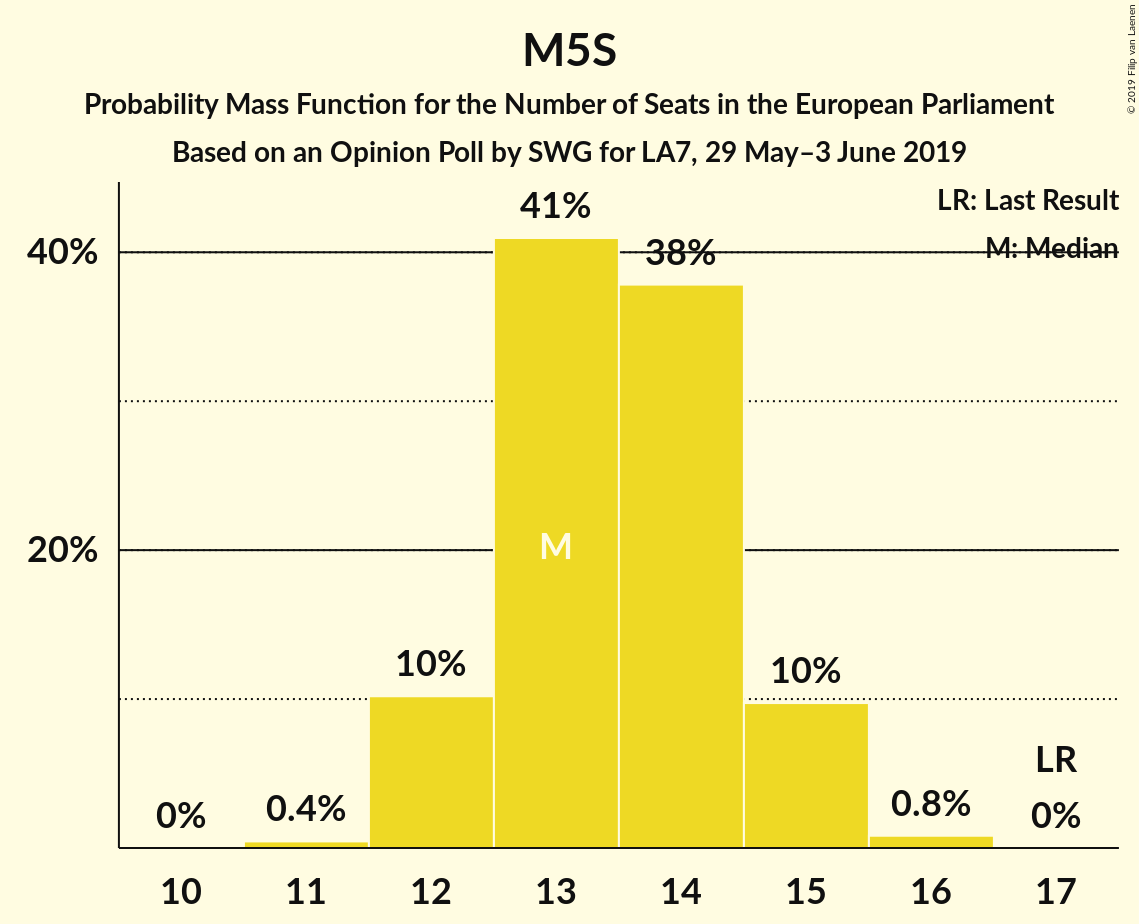 M5S
Probability Mass Function for the Number of Seats in the European Parliament
Based on an Opinion Poll by SWG for LA7, 29 May–3 June 2019
© 2019 Filip van Laenen
LR: Last Result
M: Median
40%
20%
0%
0.4%
10%
41%
M
38%
10%
0.8%
LR
0%
10 11 12 13 14 15 16 17